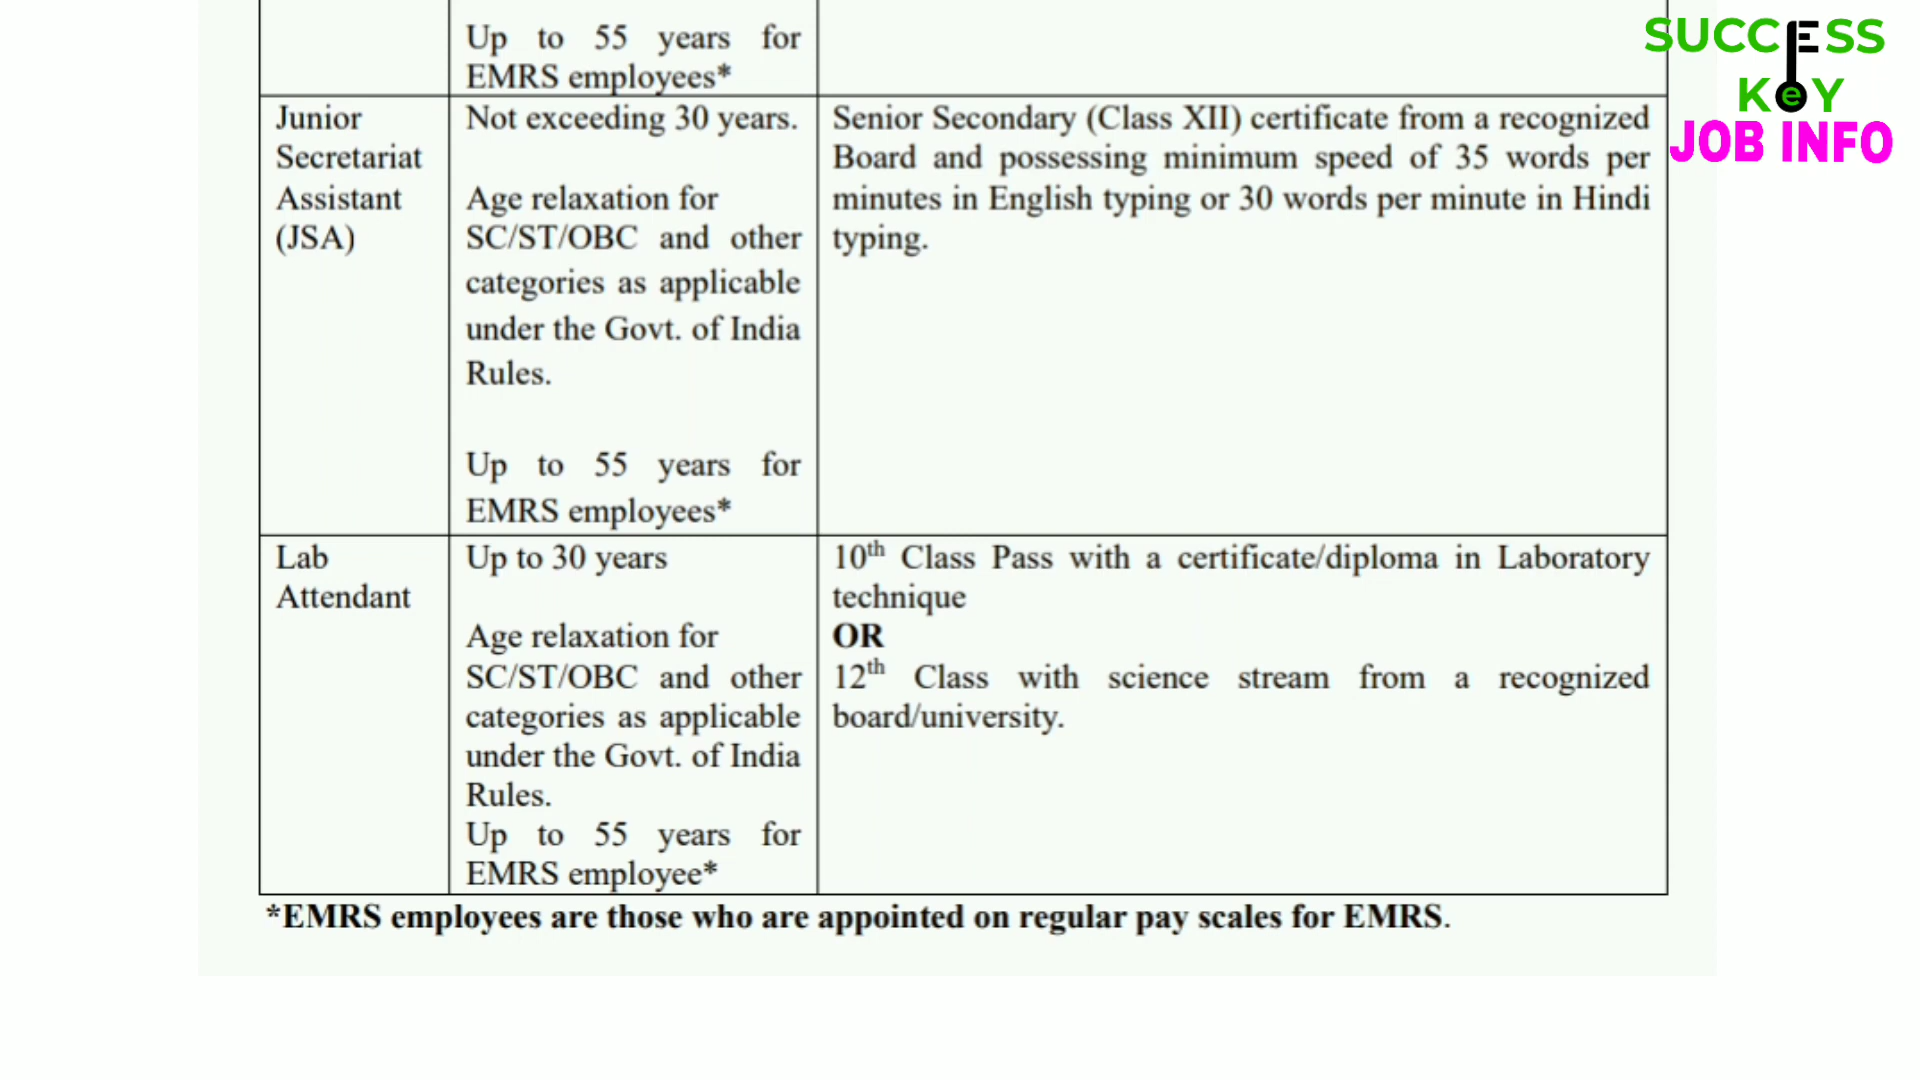 Up to 55 years for
EMRS employees*
Junior
Secretariat
Assistant
(JSA)
Not exceeding 30 years.
Age relaxation for
SC/ST/OBC and other
categories as applicable
under the Govt. of India
Rules.
Up to 55 years for
EMRS employees*
Senior Secondary (Class XII) certificate from a recognized
Board and possessing minimum speed of 35 words per
minutes in English typing or 30 words per minute in Hindi
typing.
Lab
Attendant
Up to 30 years
Age relaxation for
SC/ST/OBC and other
categories as applicable
under the Govt. of India
Rules.
Up to 55 years for
EMRS employee*
10th Class Pass with a certificate/diploma in Laboratory
technique
OR
12th Class with science stream from a recognized
board/university.
*EMRS employees are those who are appointed on regular pay scales for EMRS.
SUCCESS
KeY
JOB INFO